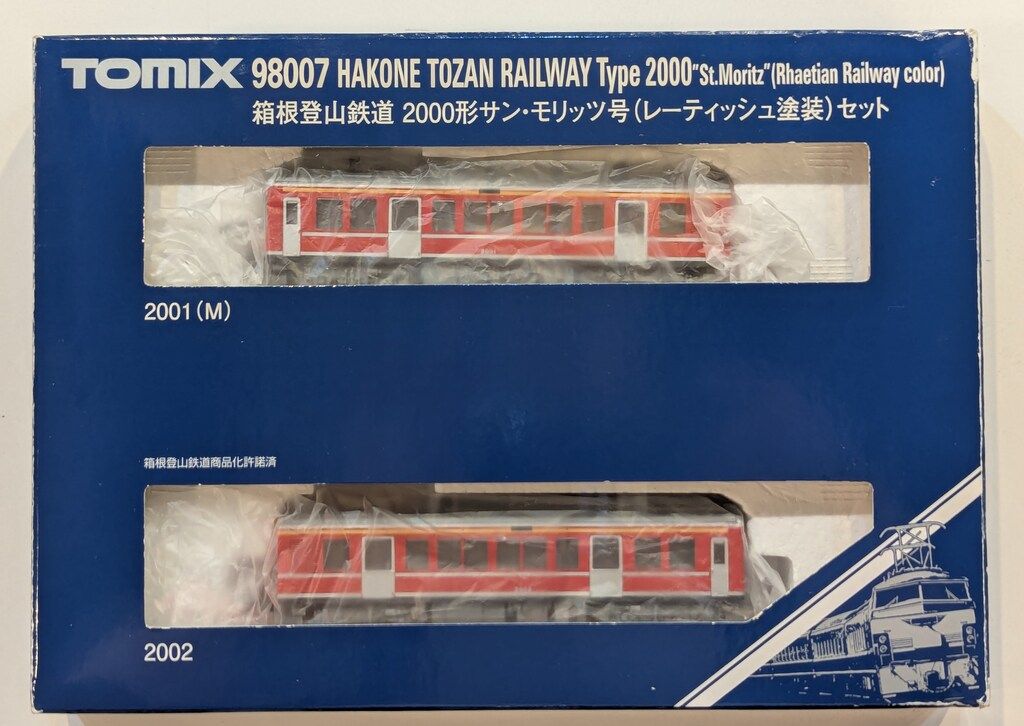 TOMIX 98007 HAKONE TOZAN RAILWAY Type 2000"St.Moritz"(Rhaetian Railway color)
箱根登山鉄道 2000形サン・モリッツ号(レーティッシュ塗装)セット
2001(M)
箱根登山鉄道商品化許諾済
2002